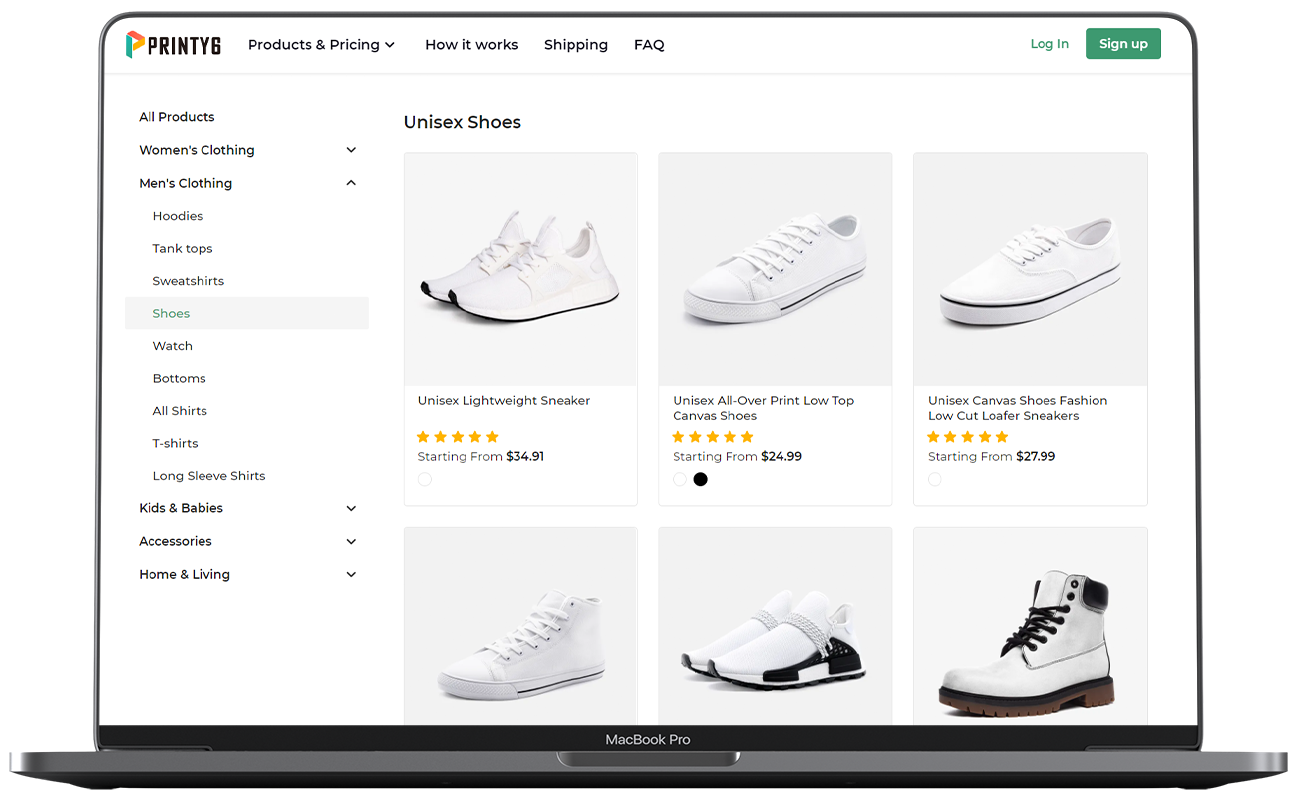 PRINTY6
Products & Pricing
How it works
Shipping
FAQ
Log In
Sign up
All Products
Women's Clothing
Men's Clothing
Hoodies
Tank tops
Sweatshirts
Shoes
Watch
Bottoms
All Shirts
T-shirts
Long Sleeve Shirts
Kids & Babies
Accessories
Home & Living
Unisex Shoes
Unisex Lightweight Sneaker
Starting From $34.91
Unisex All-Over Print Low Top
Canvas Shoes
Starting From $24.99
Unisex Canvas Shoes Fashion
Low Cut Loafer Sneakers
Starting From $27.99
MacBook Pro